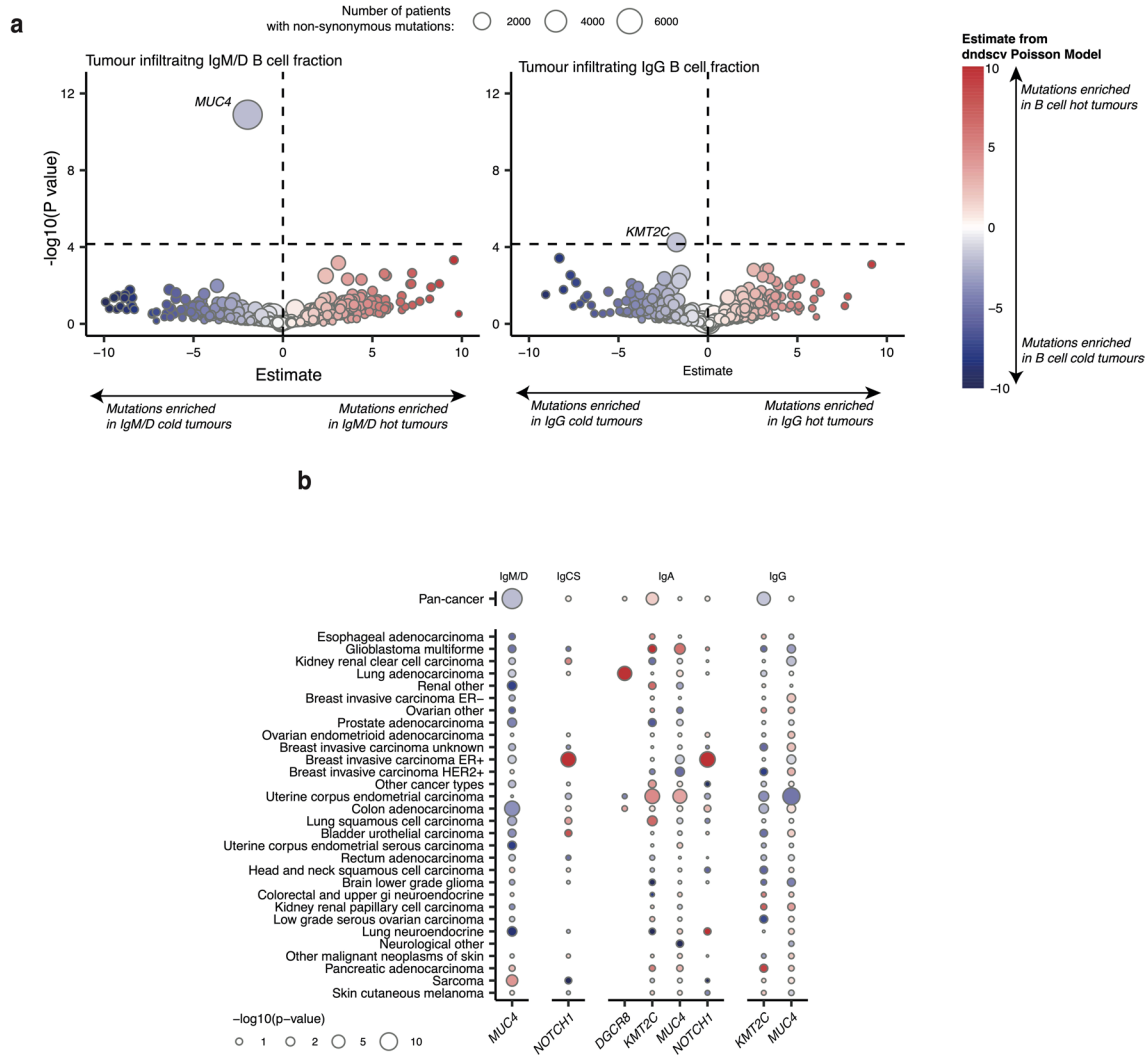 a
Number of patients
with non-synonymous mutations:
2000
4000
6000
Tumour infiltraitng IgM/D B cell fraction
Tumour infiltrating IgG B cell fraction
-log10(P value)
12
8
4
0
MUC4
−10
−5
0
5
10
Estimate
Mutations enriched
in IgM/D cold tumours
Mutations enriched
in IgM/D hot tumours
12
8
4
0
KMT2C
−10
−5
0
5
10
Estimate
Mutations enriched
in IgG cold tumours
Mutations enriched
in IgG hot tumours
Estimate from
dndscv Poisson Model
10
5
0
−5
−10
Mutations enriched
in B cell hot tumours
Mutations enriched
in B cell cold tumours
b
IgM/D
IgCS
IgA
IgG
Pan-cancer
Esophageal adenocarcinoma
Glioblastoma multiforme
Kidney renal clear cell carcinoma
Lung adenocarcinoma
Renal other
Breast invasive carcinoma ER−
Ovarian other
Prostate adenocarcinoma
Ovarian endometrioid adenocarcinoma
Breast invasive carcinoma unknown
Breast invasive carcinoma ER+
Breast invasive carcinoma HER2+
Other cancer types
Uterine corpus endometrial carcinoma
Colon adenocarcinoma
Lung squamous cell carcinoma
Bladder urothelial carcinoma
Uterine corpus endometrial serous carcinoma
Rectum adenocarcinoma
Head and neck squamous cell carcinoma
Brain lower grade glioma
Colorectal and upper gi neuroendocrine
Kidney renal papillary cell carcinoma
Low grade serous ovarian carcinoma
Lung neuroendocrine
Neurological other
Other malignant neoplasms of skin
Pancreatic adenocarcinoma
Sarcoma
Skin cutaneous melanoma
MUC4
NOTCH1
DGCR8
KMT2C
MUC4
NOTCH1
KMT2C
MUC4
−log10(p−value)
1
2
5
10